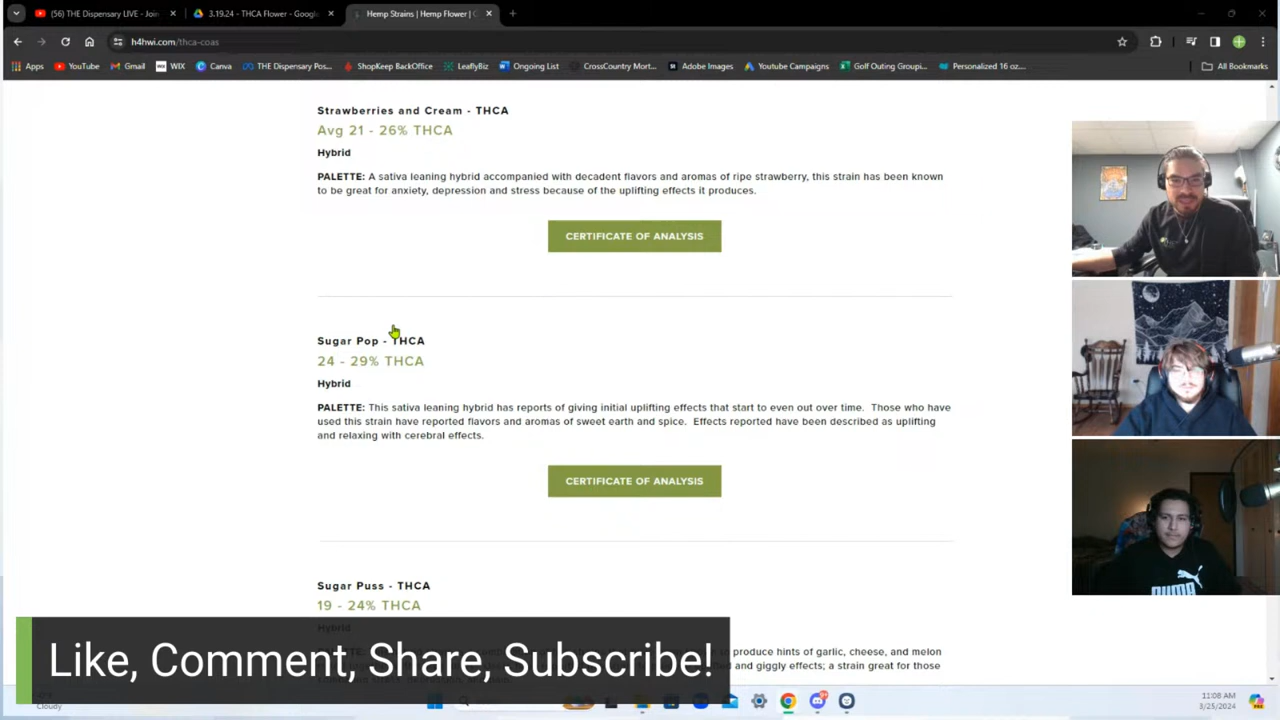 (56) THE Dispensary LIVE - Join
3.19.24 - THCA Flower - Google
Hemp Strains | Hemp Flower | C
h4hwi.com/thca-coas
Apps YouTube Gmail WIX Canva THE Dispensary Pos... ShopKeep BackOffice LeaflyBiz Ongoing List CrossCountry Mort... Adobe Images Youtube Campaigns Golf Outing Groupi... Personalized 16 oz.... All Bookmarks
Strawberries and Cream - THCA
Avg 21 - 26% THCA
Hybrid
PALETTE: A sativa leaning hybrid accompanied with decadent flavors and aromas of ripe strawberry, this strain has been known
to be great for anxiety, depression and stress because of the uplifting effects it produces.
CERTIFICATE OF ANALYSIS
Sugar Pop - THCA
24 - 29% THCA
Hybrid
PALETTE: This sativa leaning hybrid has reports of giving initial uplifting effects that start to even out over time. Those who have
used this strain have reported flavors and aromas of sweet earth and spice. Effects reported have been described as uplifting
and relaxing with cerebral effects.
CERTIFICATE OF ANALYSIS
Sugar Puss - THCA
19 - 24% THCA
Hybrid
produce hints of garlic, cheese, and melon
and giggly effects; a strain great for those
Like, Comment, Share, Subscribe!
Cloudy
11:08 AM
3/25/2024
PUMA